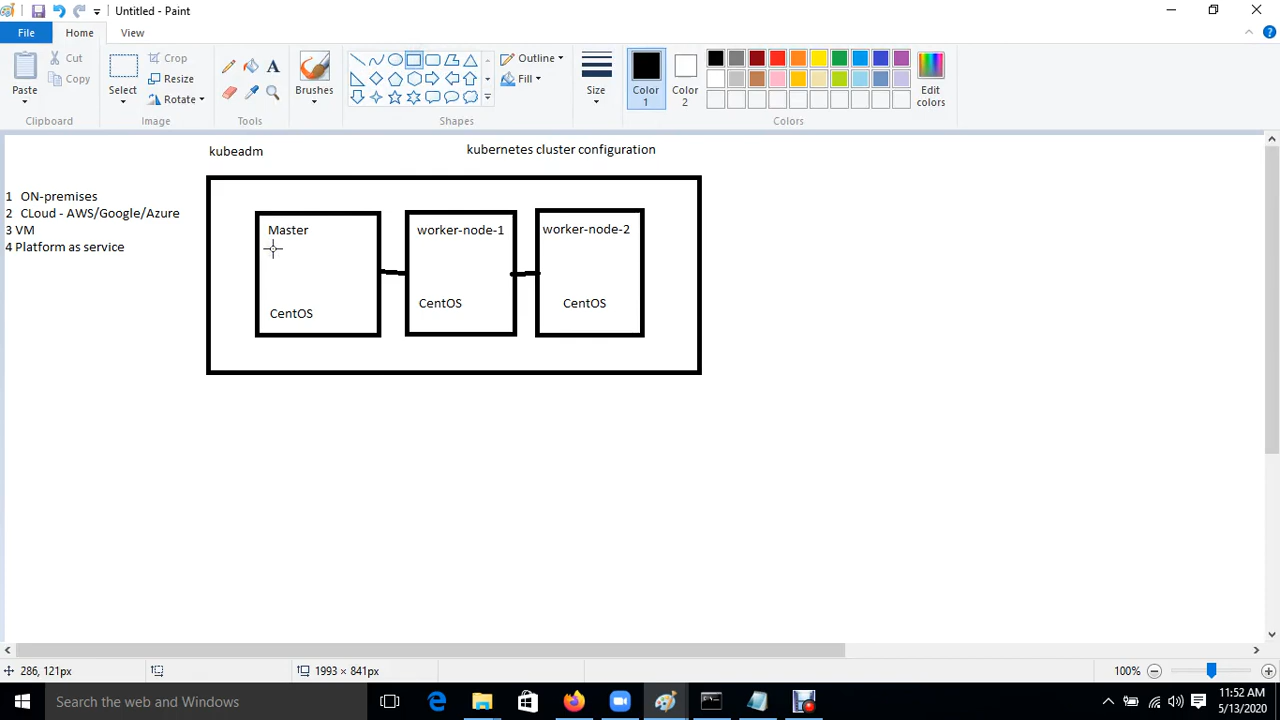 Untitled - Paint
File
Home
View
Paste
Cut
Copy
Clipboard
Select
Crop
Resize
Rotate
Image
A
Tools
Brushes
Shapes
Outline
Fill
Size
Color
1
Color
2
Edit
colors
Colors
kubeadm
kubernetes cluster configuration
1 ON-premises
2 CLoud - AWS/Google/Azure
3 VM
4 Platform as service
Master
worker-node-1
worker-node-2
CentOS
CentOS
CentOS
286, 121px
1993 × 841px
100%
Search the web and Windows
11:52 AM
5/13/2020